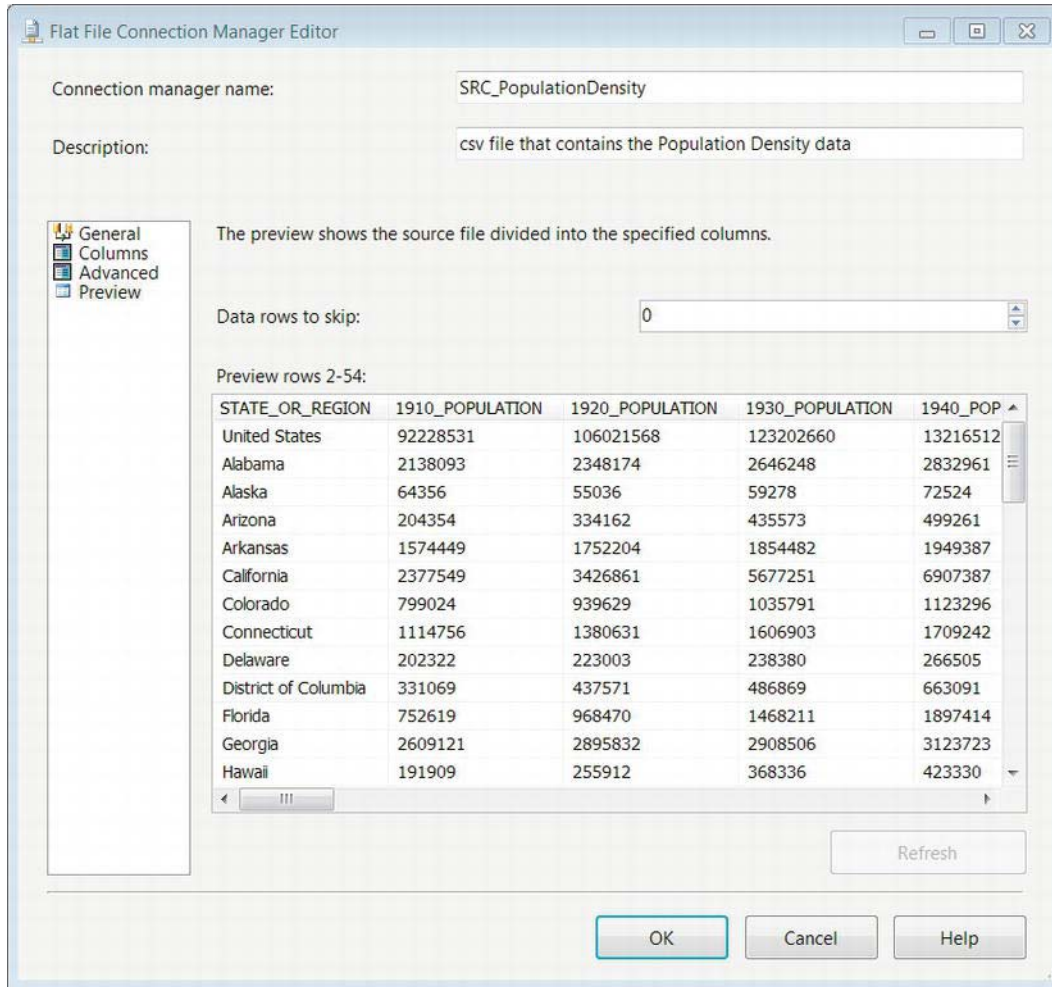 Flat File Connection Manager Editor
Connection manager name: SRC_PopulationDensity
Description: csv file that contains the Population Density data
General
Columns
Advanced
Preview
The preview shows the source file divided into the specified columns.
Data rows to skip: 0
Preview rows 2-54:
STATE_OR_REGION 1910_POPULATION 1920_POPULATION 1930_POPULATION 1940_POP
United States 92228531 106021568 123202660 13216512
Alabama 2138093 2348174 2646248 2832961
Alaska 64356 55036 59278 72524
Arizona 204354 334162 435573 499261
Arkansas 1574449 1752204 1854482 1949387
California 2377549 3426861 5677251 6907387
Colorado 799024 939629 1035791 1123296
Connecticut 1114756 1380631 1606903 1709242
Delaware 202322 223003 238380 266505
District of Columbia 331069 437571 486869 663091
Florida 752619 968470 1468211 1897414
Georgia 2609121 2895832 2908506 3123723
Hawaii 191909 255912 368336 423330
Refresh
OK Cancel Help